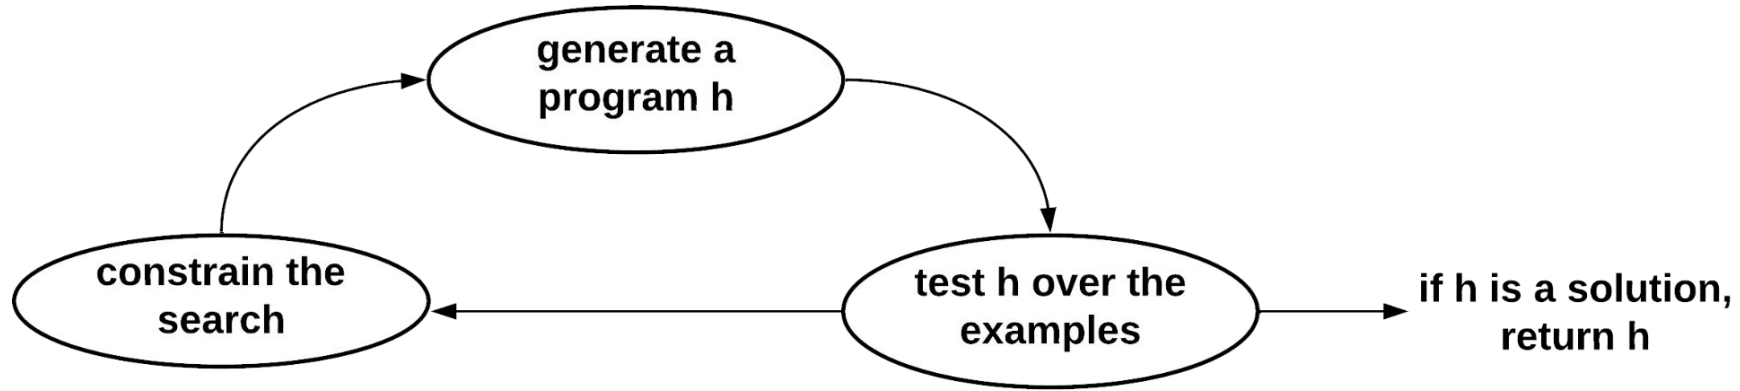 generate a
program h
constrain the
search
test h over the
examples
if h is a solution,
return h